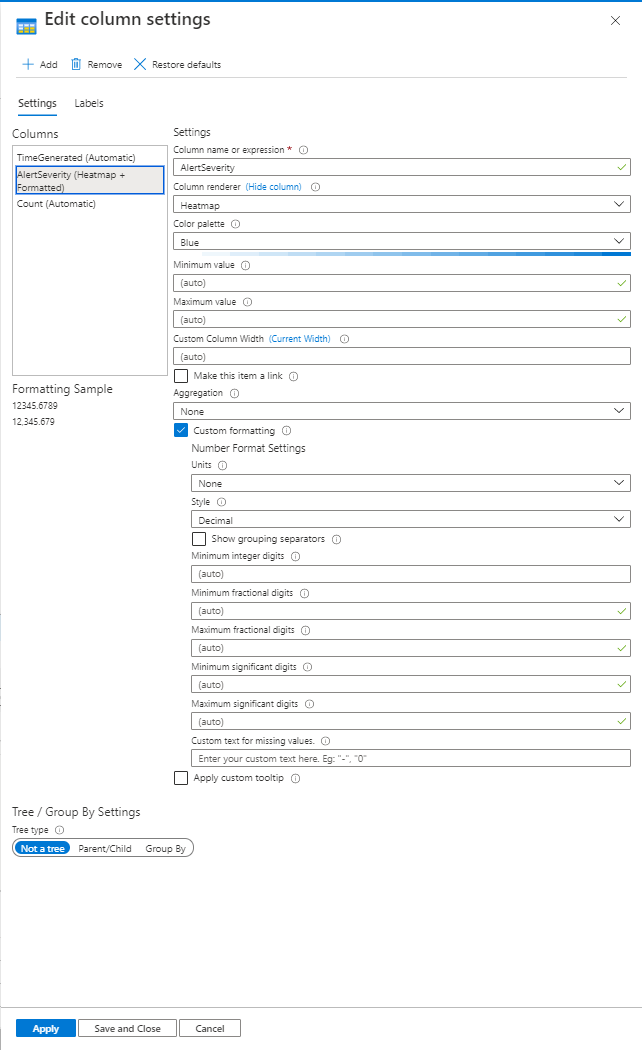 Edit column settings
Add Remove Restore defaults
Settings Labels
Columns
TimeGenerated (Automatic)
AlertSeverity (Heatmap +
Formatted)
Count (Automatic)
Formatting Sample
12345.6789
12,345.679
Settings
Column name or expression *
AlertSeverity
Column renderer (Hide column)
Heatmap
Color palette
Blue
Minimum value
(auto)
Maximum value
(auto)
Custom Column Width (Current Width)
(auto)
Make this item a link
Aggregation
None
Custom formatting
Number Format Settings
Units
None
Style
Decimal
Show grouping separators
Minimum integer digits
(auto)
Minimum fractional digits
(auto)
Maximum fractional digits
(auto)
Minimum significant digits
(auto)
Maximum significant digits
(auto)
Custom text for missing values.
Enter your custom text here. Eg: "-", "0"
Apply custom tooltip
Tree / Group By Settings
Tree type
Not a tree Parent/Child Group By
Apply Save and Close Cancel